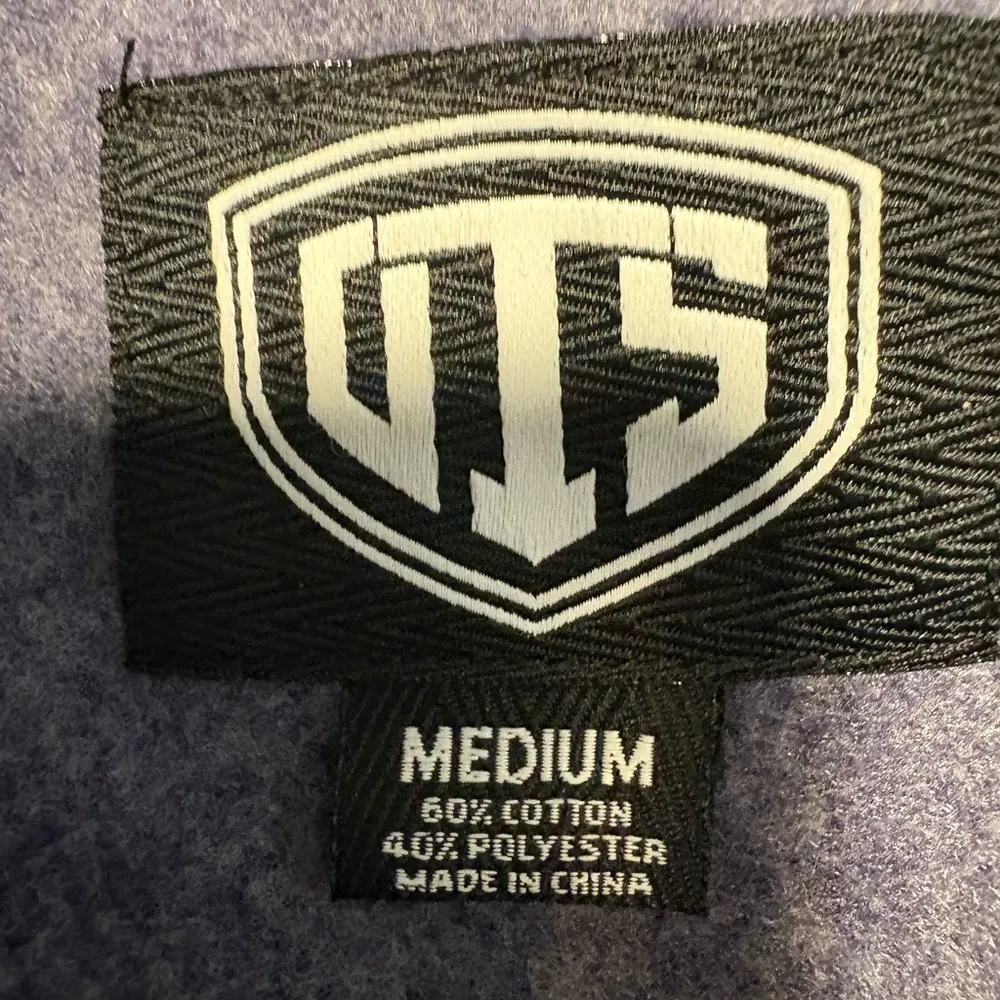 OTS
MEDIUM
60% COTTON
40% POLYESTER
MADE IN CHINA